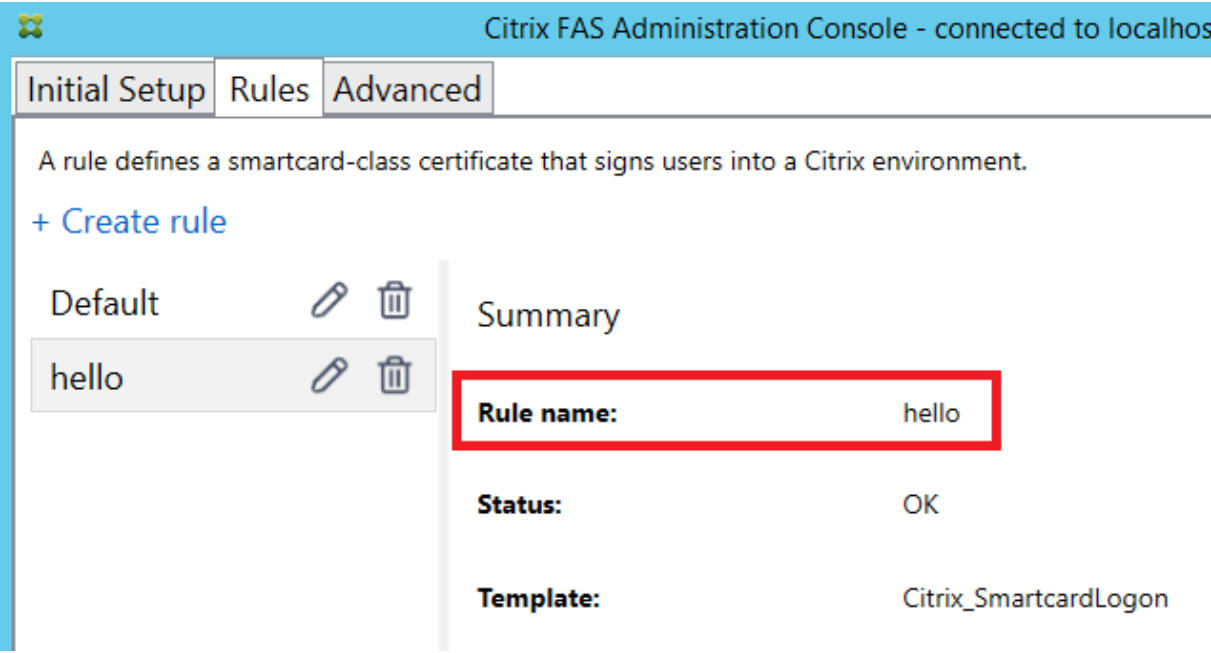 Citrix FAS Administration Console - connected to localhos
Initial Setup Rules Advanced
A rule defines a smartcard-class certificate that signs users into a Citrix environment.
+ Create rule
Default
hello
Summary
Rule name: hello
Status: OK
Template: Citrix_SmartcardLogon